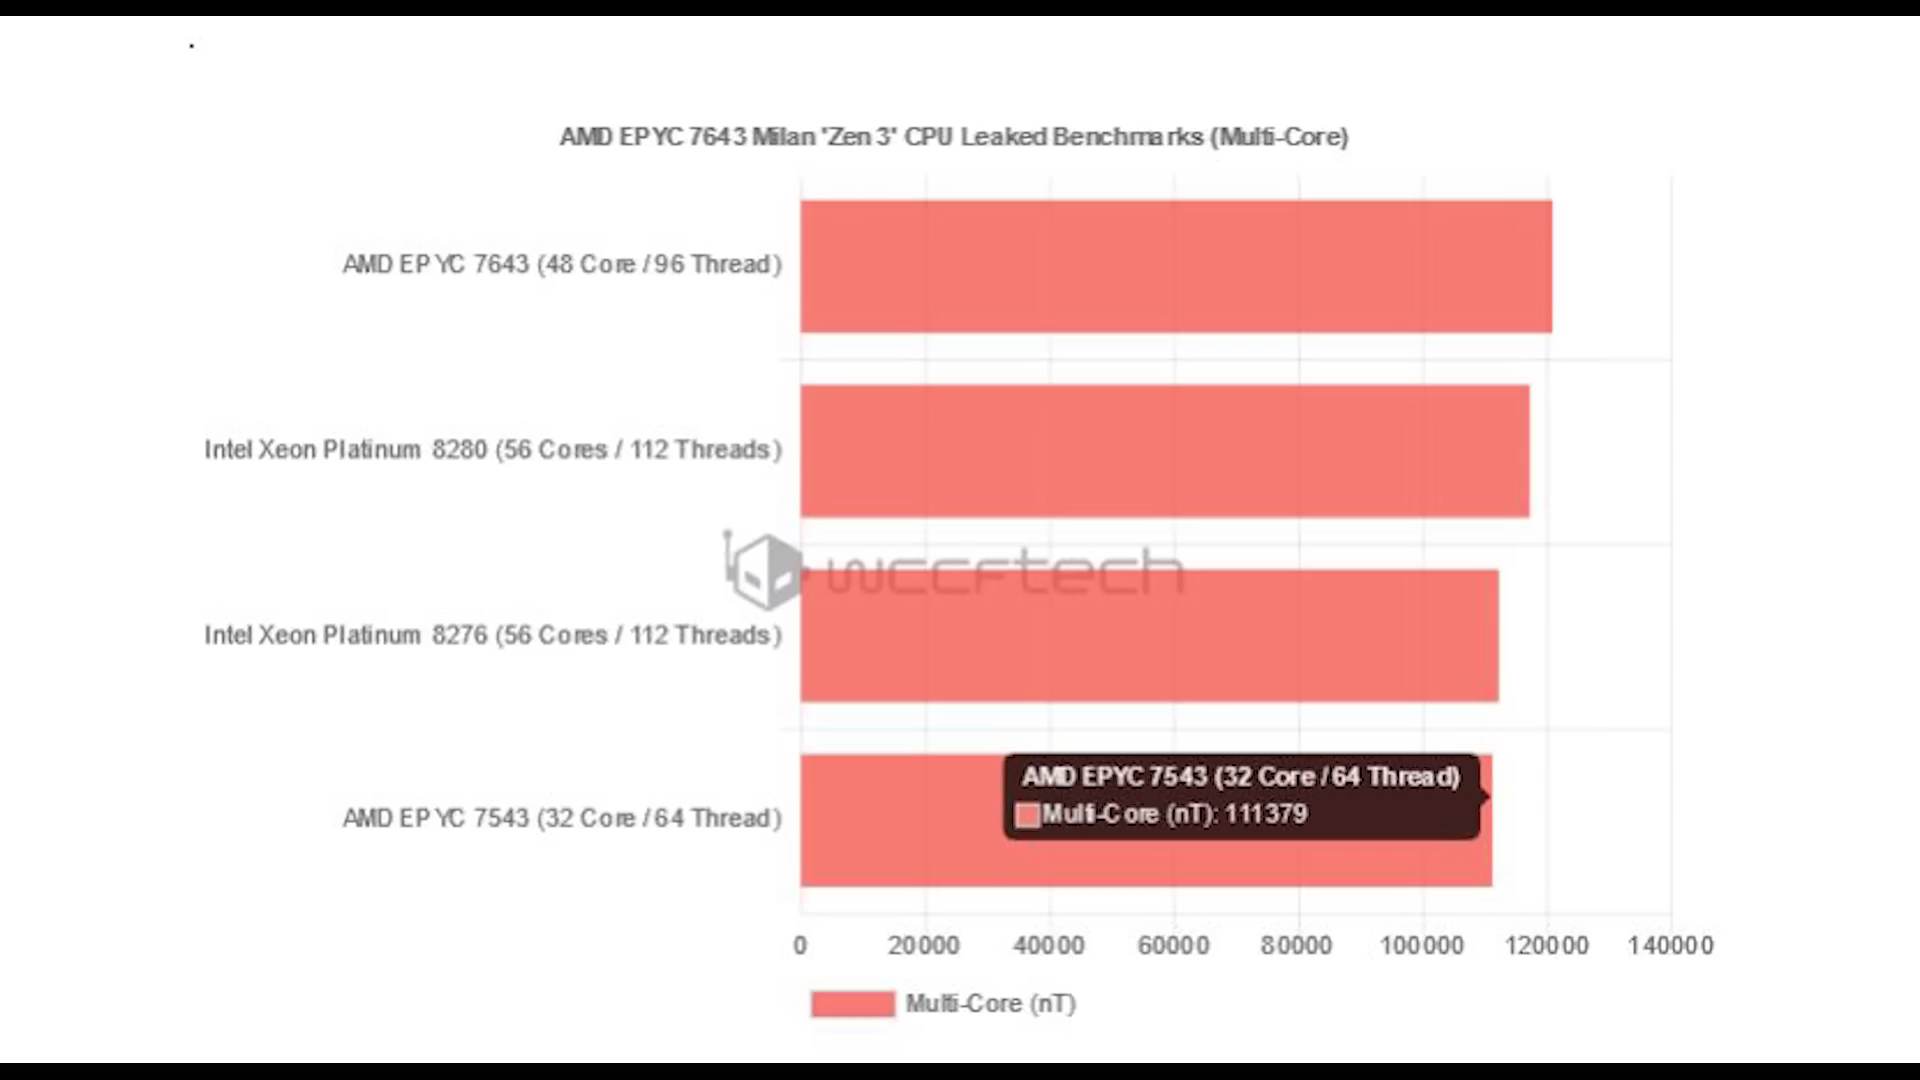 AMD EPYC 7643 Milan 'Zen 3' CPU Leaked Benchmarks (Multi-Core)
AMD EPYC 7643 (48 Core / 96 Thread)
Intel Xeon Platinum 8280 (56 Cores / 112 Threads)
wccftech
Intel Xeon Platinum 8276 (56 Cores / 112 Threads)
AMD EPYC 7543 (32 Core / 64 Thread)
AMD EPYC 7543 (32 Core / 64 Thread)
Multi-Core (nT): 111379
0 20000 40000 60000 80000 100000 120000 140000
Multi-Core (nT)